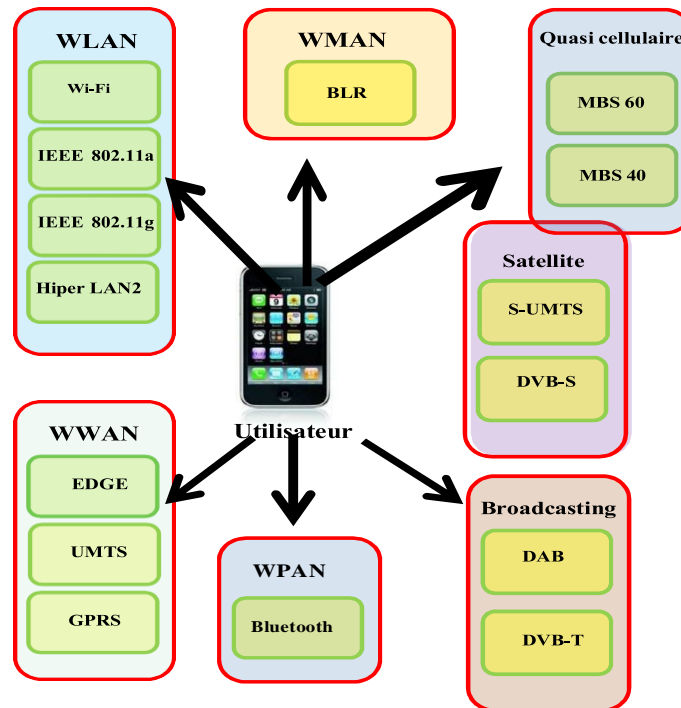 WLAN
Wi-Fi
IEEE 802.11a
IEEE 802.11g
Hiper LAN2
WMAN
BLR
Quasi cellulaire
MBS 60
MBS 40
Satellite
S-UMTS
DVB-S
Utilisateur
WWAN
EDGE
UMTS
GPRS
WPAN
Bluetooth
Broadcasting
DAB
DVB-T